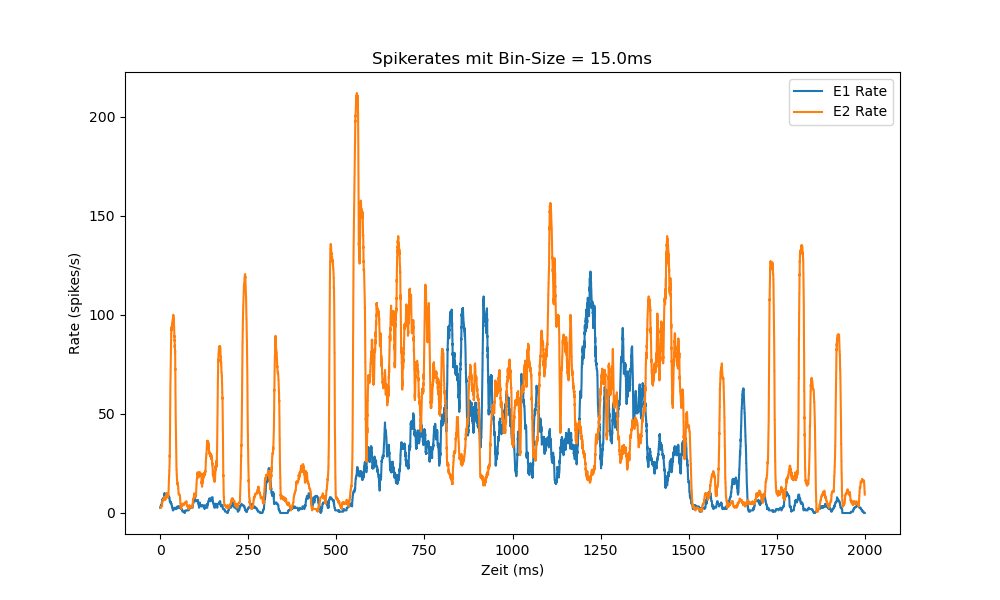 Spikerates mit Bin-Size = 15.0ms
E1 Rate
E2 Rate
200
150
100
50
0
Rate (spikes/s)
0 250 500 750 1000 1250 1500 1750 2000
Zeit (ms)